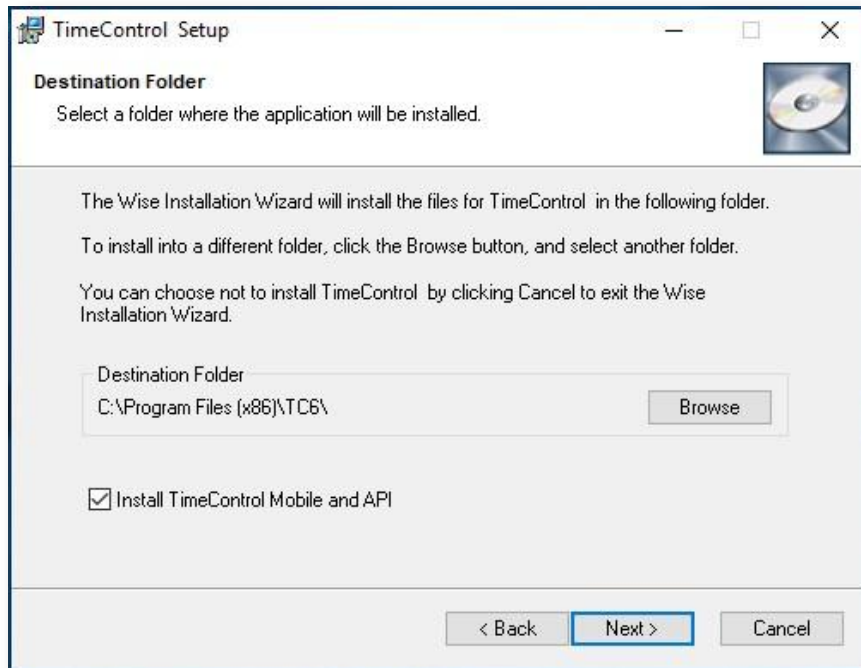 TimeControl Setup
Destination Folder
Select a folder where the application will be installed.
The Wise Installation Wizard will install the files for TimeControl in the following folder.
To install into a different folder, click the Browse button, and select another folder.
You can choose not to install TimeControl by clicking Cancel to exit the Wise
Installation Wizard.
Destination Folder
C:\Program Files (x86)\TC6\
Browse
Install TimeControl Mobile and API
< Back
Next >
Cancel